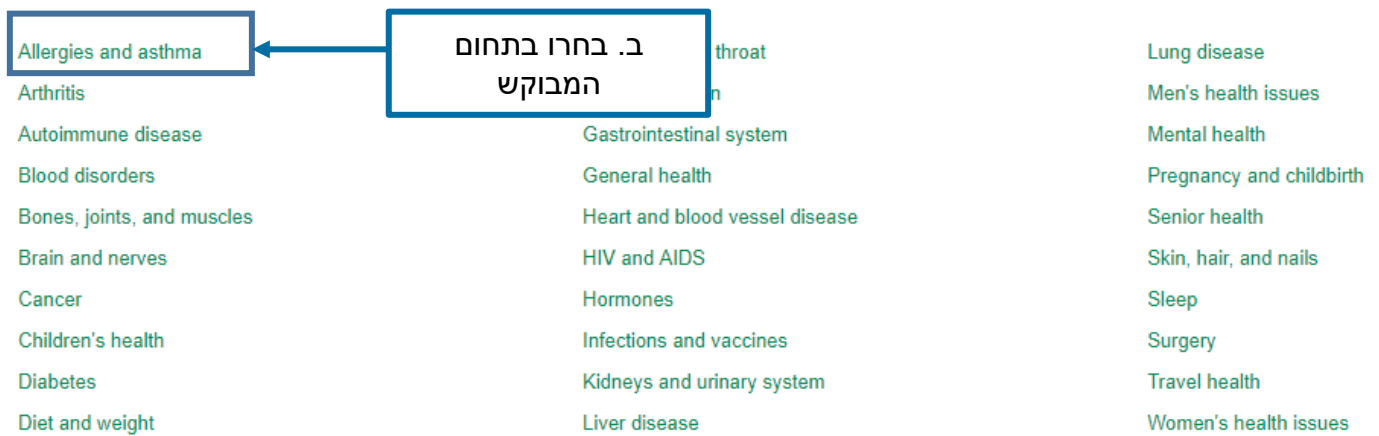 Allergies and asthma
Arthritis
Autoimmune disease
Blood disorders
Bones, joints, and muscles
Brain and nerves
Cancer
Children's health
Diabetes
Diet and weight
ב. בחרו בתחום
המבוקש
throat
Gastrointestinal system
General health
Heart and blood vessel disease
HIV and AIDS
Hormones
Infections and vaccines
Kidneys and urinary system
Liver disease
Lung disease
Men's health issues
Mental health
Pregnancy and childbirth
Senior health
Skin, hair, and nails
Sleep
Surgery
Travel health
Women's health issues